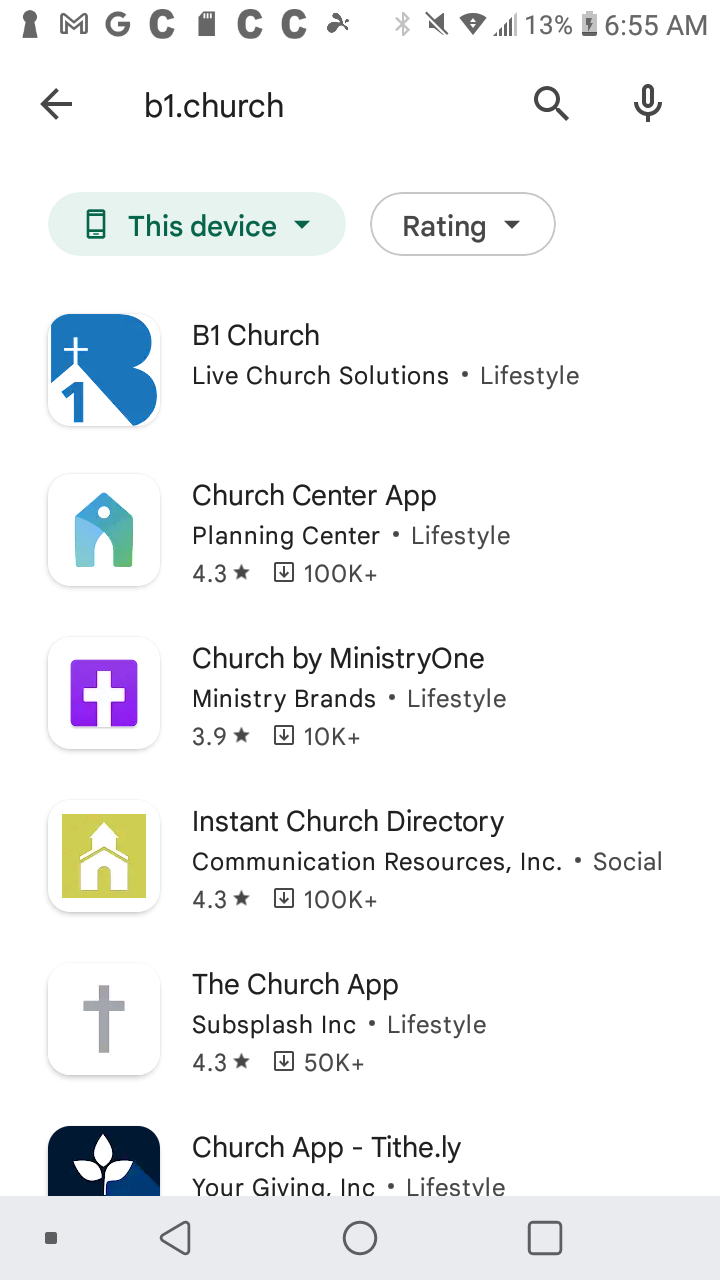 13% 6:55 AM
b1.church
This device
Rating
B1 Church
Live Church Solutions • Lifestyle
Church Center App
Planning Center • Lifestyle
4.3★ 100K+
Church by MinistryOne
Ministry Brands • Lifestyle
3.9★ 10K+
Instant Church Directory
Communication Resources, Inc. • Social
4.3★ 100K+
The Church App
Subsplash Inc • Lifestyle
4.3★ 50K+
Church App - Tithe.ly
Your Giving, Inc • Lifestyle